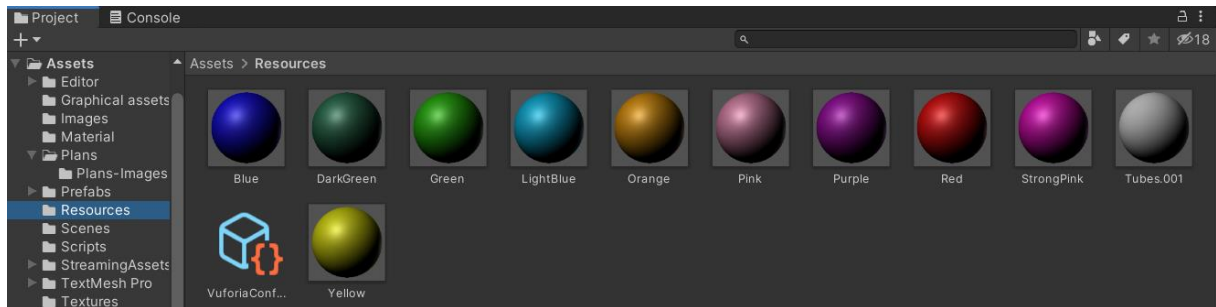 Project Console
18
Assets
Assets > Resources
Editor
Graphical assets
Images
Material
Plans
Plans-Images
Prefabs
Resources
Scenes
Scripts
StreamingAssets
TextMesh Pro
Textures
Blue DarkGreen Green LightBlue Orange Pink Purple Red StrongPink Tubes.001
VuforiaConf... Yellow